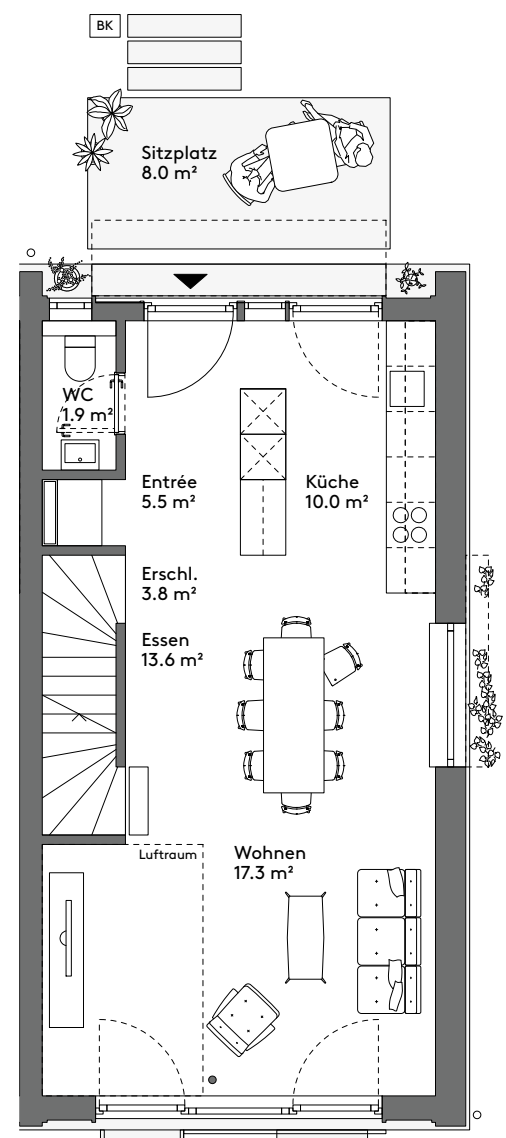 BK
Sitzplatz
8.0 m²
WC
1.9 m²
Entrée
5.5 m²
Küche
10.0 m²
Erschl.
3.8 m²
Essen
13.6 m²
Luftraum
Wohnen
17.3 m²